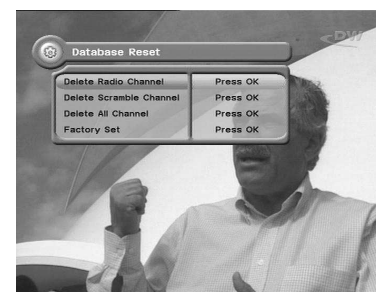 DW
Database Reset
Delete Radio Channel Press OK
Delete Scramble Channel Press OK
Delete All Channel Press OK
Factory Set Press OK